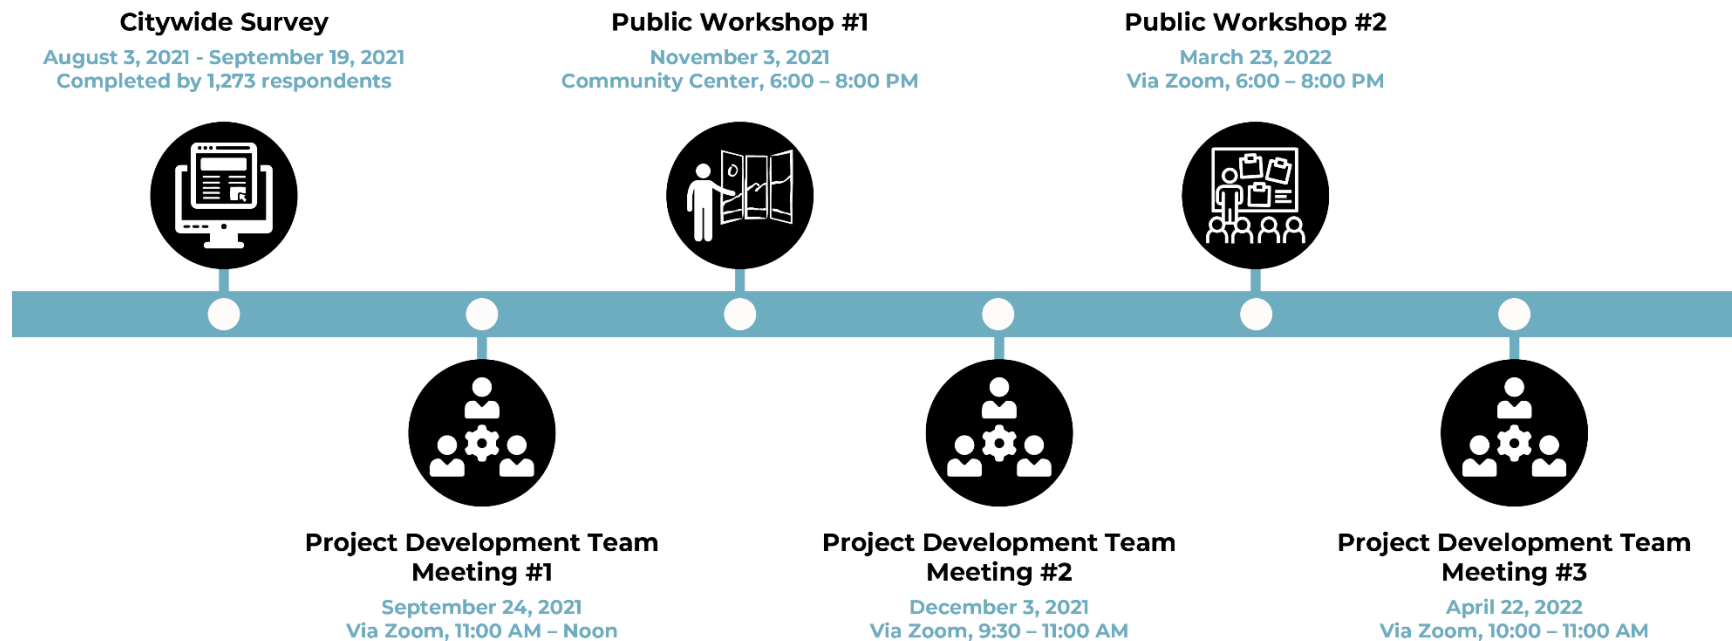 Citywide Survey
August 3, 2021 - September 19, 2021
Completed by 1,273 respondents
Public Workshop #1
November 3, 2021
Community Center, 6:00 – 8:00 PM
Public Workshop #2
March 23, 2022
Via Zoom, 6:00 – 8:00 PM
Project Development Team
Meeting #1
September 24, 2021
Via Zoom, 11:00 AM – Noon
Project Development Team
Meeting #2
December 3, 2021
Via Zoom, 9:30 – 11:00 AM
Project Development Team
Meeting #3
April 22, 2022
Via Zoom, 10:00 – 11:00 AM